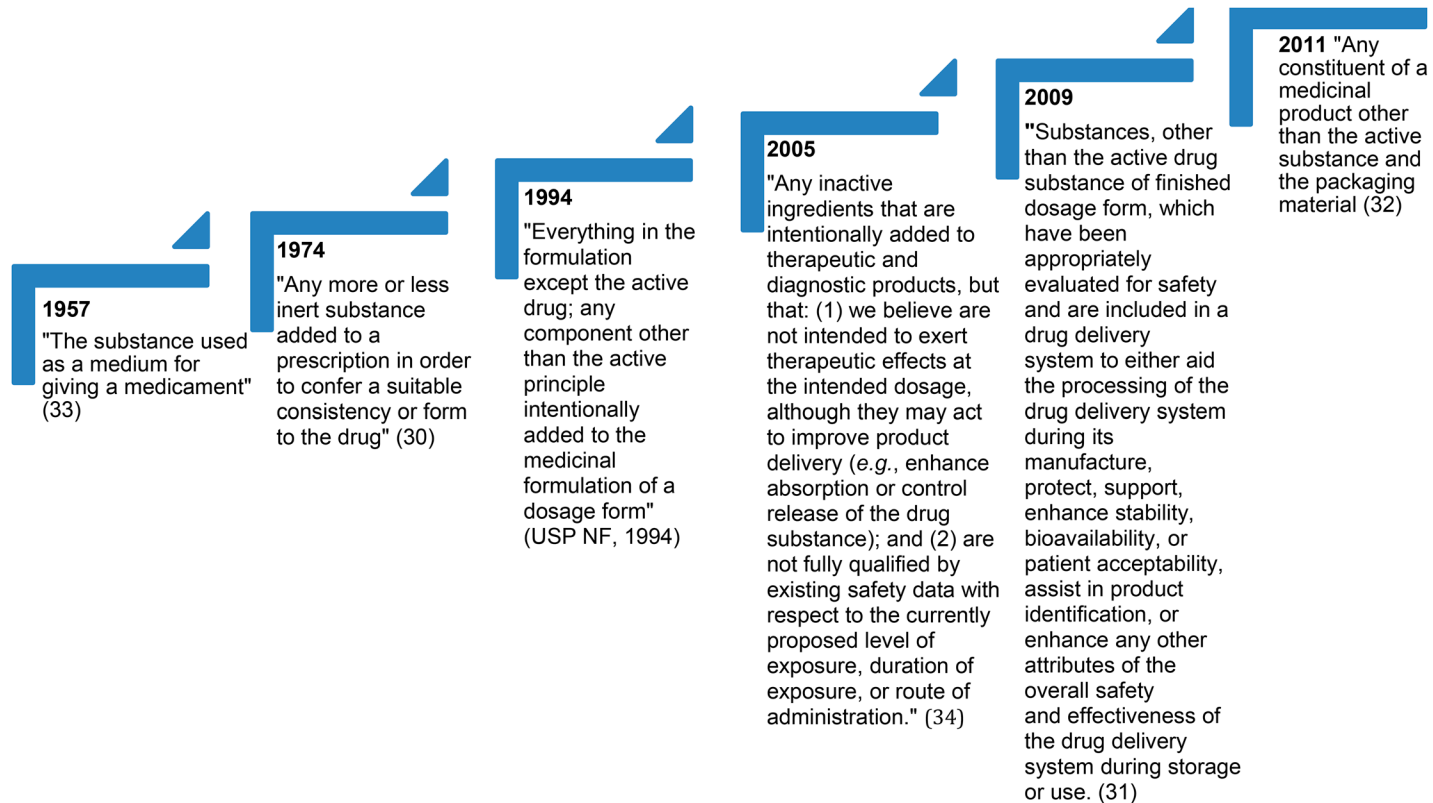 1957
"The substance used
as a medium for
giving a medicament"
(33)
1974
"Any more or less
inert substance
added to a
prescription in order
to confer a suitable
consistency or form
to the drug" (30)
1994
"Everything in the
formulation
except the active
drug; any
component other
than the active
principle
intentionally
added to the
medicinal
formulation of a
dosage form"
(USP NF, 1994)
2005
"Any inactive
ingredients that are
intentionally added to
therapeutic and
diagnostic products, but
that: (1) we believe are
not intended to exert
therapeutic effects at
the intended dosage,
although they may act
to improve product
delivery (e.g., enhance
absorption or control
release of the drug
substance); and (2) are
not fully qualified by
existing safety data with
respect to the currently
proposed level of
exposure, duration of
exposure, or route of
administration." (34)
2009
"Substances, other
than the active drug
substance of finished
dosage form, which
have been
appropriately
evaluated for safety
and are included in a
drug delivery
system to either aid
the processing of the
drug delivery system
during its
manufacture,
protect, support,
enhance stability,
bioavailability, or
patient acceptability,
assist in product
identification, or
enhance any other
attributes of the
overall safety
and effectiveness of
the drug delivery
system during storage
or use. (31)
2011 "Any
constituent of a
medicinal
product other
than the active
substance and
the packaging
material (32)